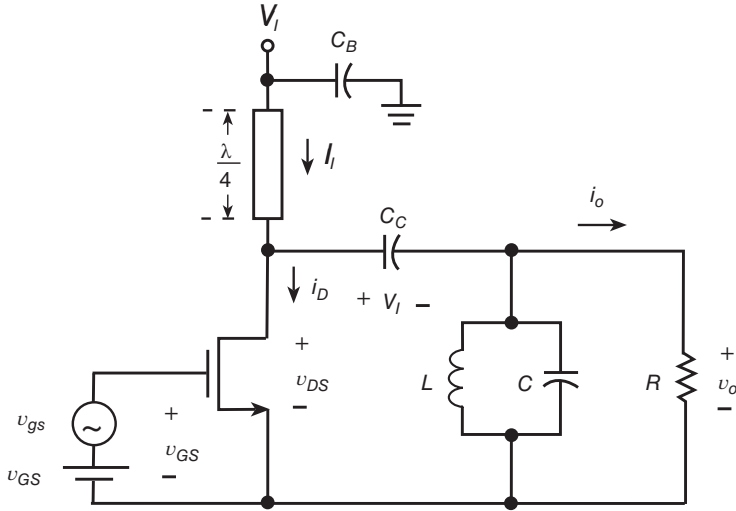 V_I
C_B
λ/4
I_I
C_C
i_o
i_D
+ V_I −
+
v_DS
−
L
C
R
+
v_o
−
v_gs
~
+
v_GS
−
v_GS